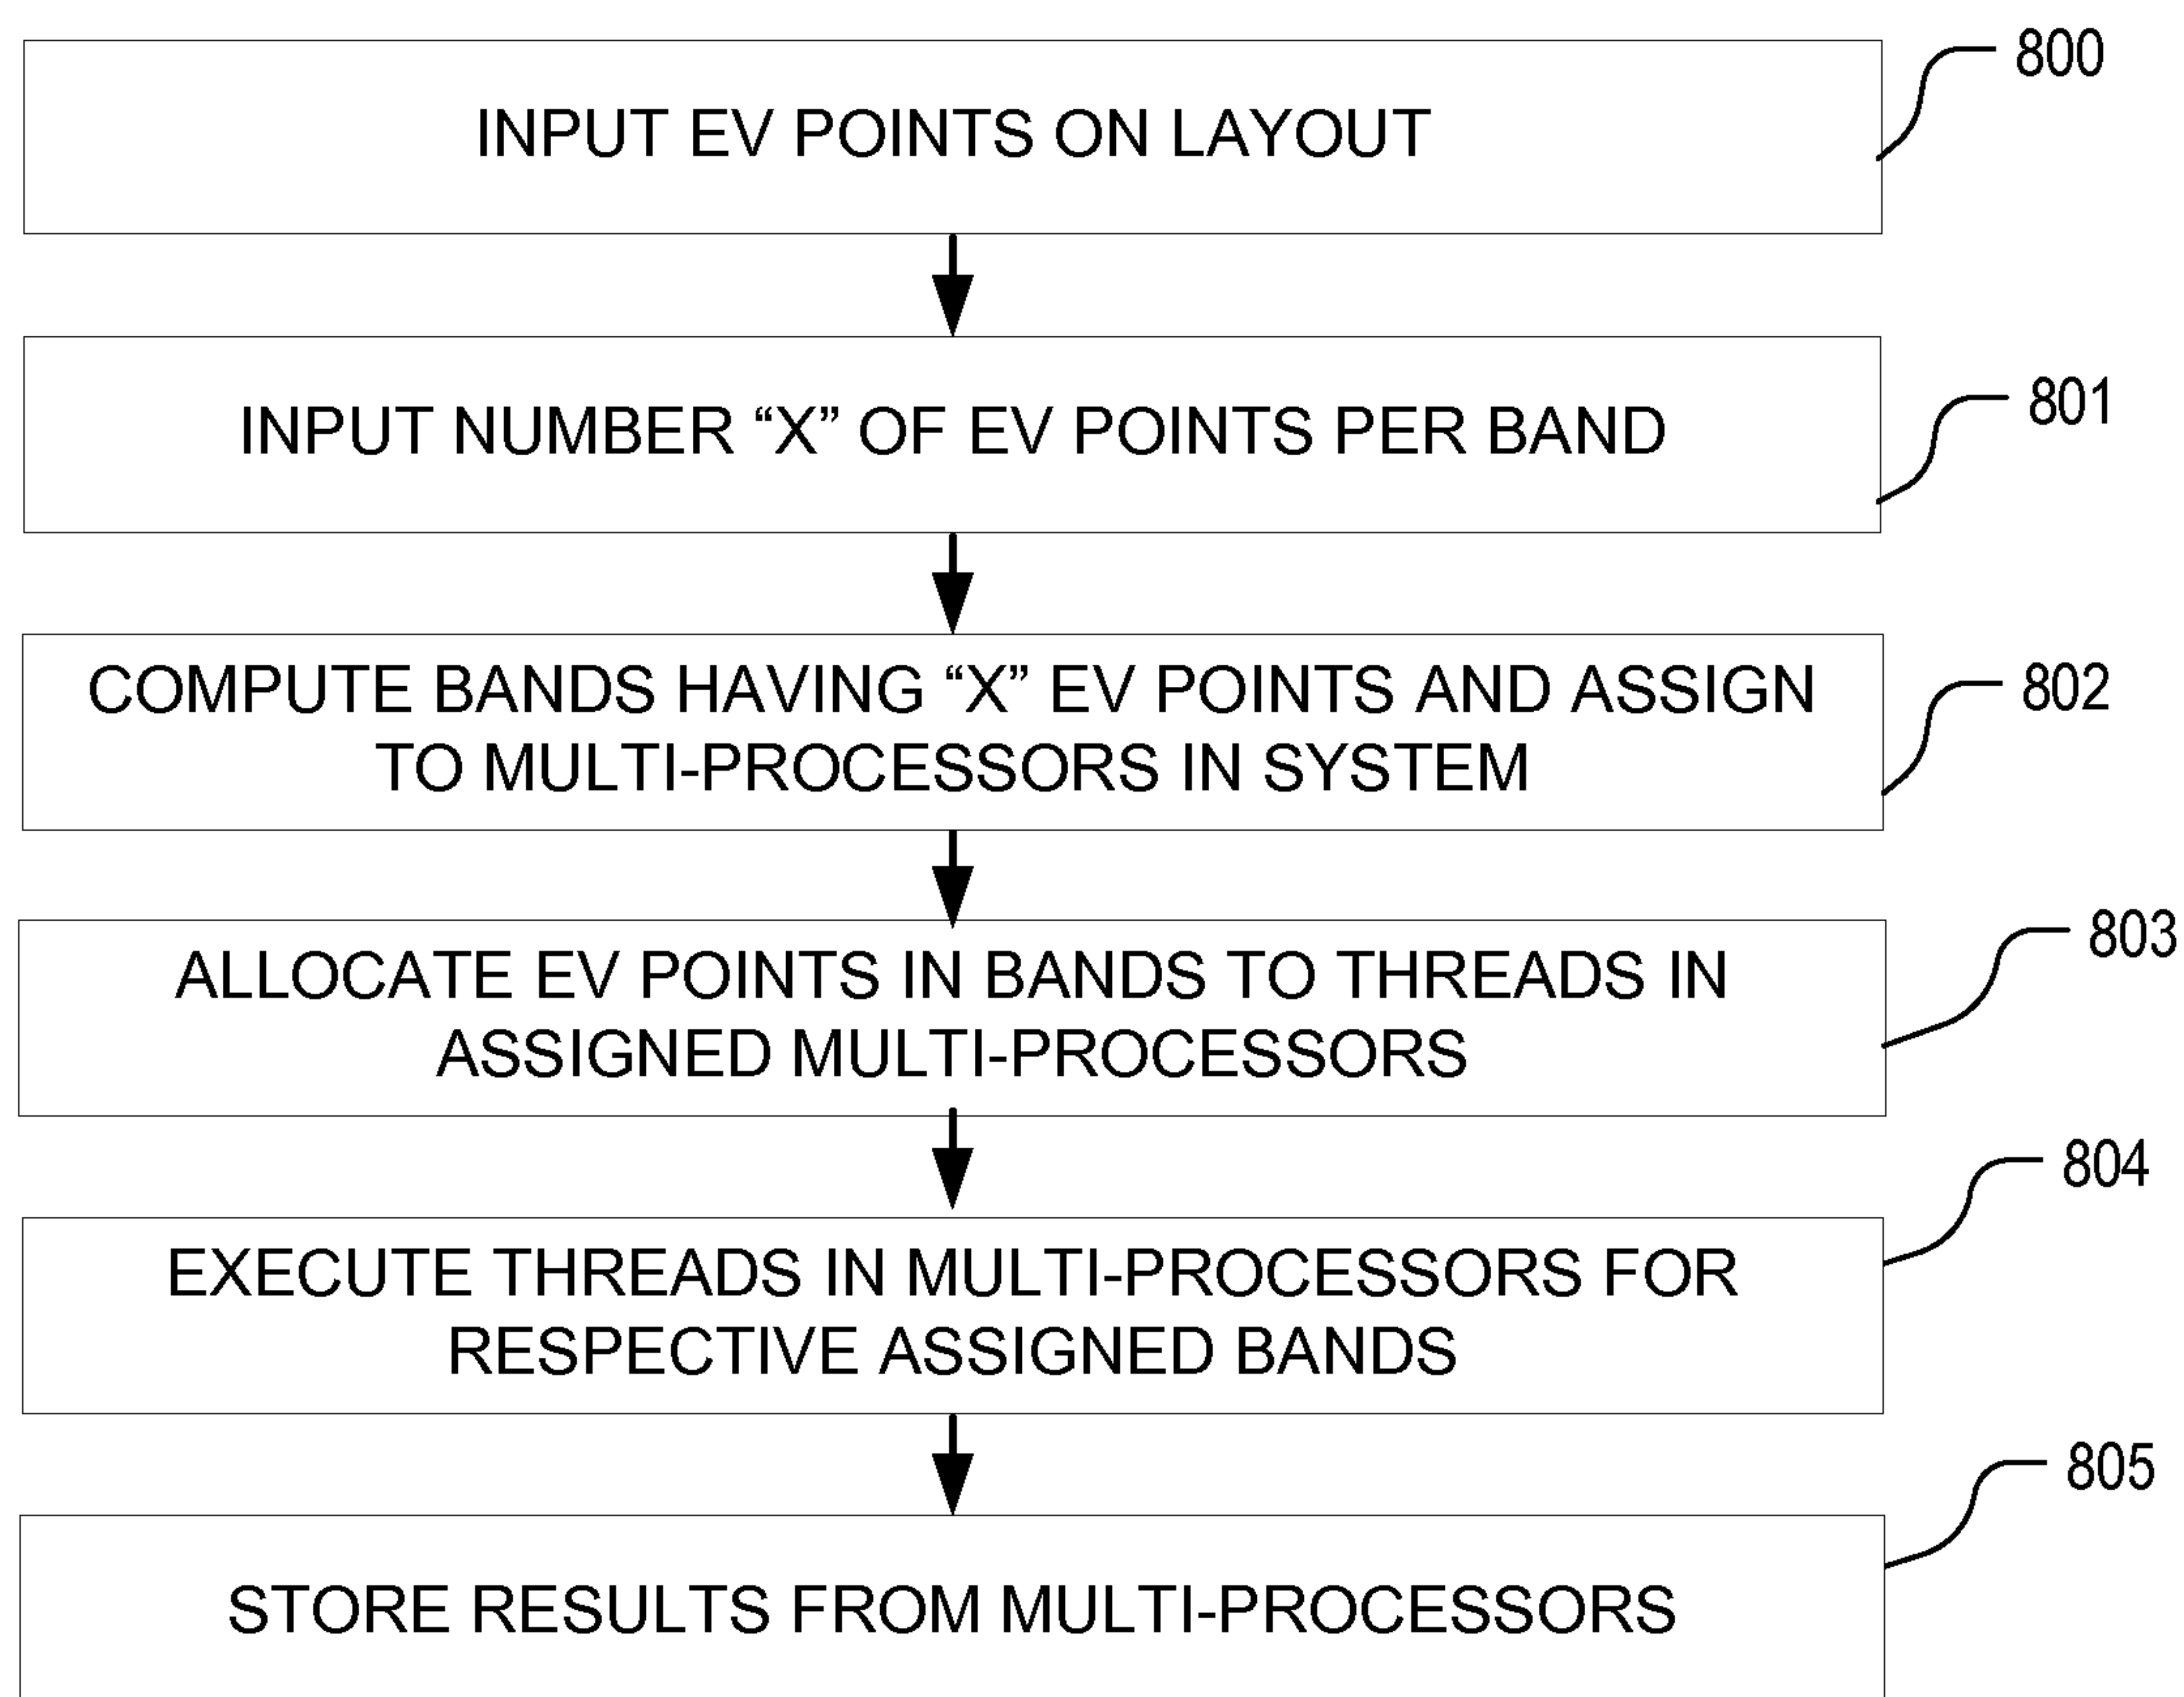 INPUT EV POINTS ON LAYOUT
800
INPUT NUMBER “X” OF EV POINTS PER BAND
801
COMPUTE BANDS HAVING “X” EV POINTS AND ASSIGN
TO MULTI-PROCESSORS IN SYSTEM
802
ALLOCATE EV POINTS IN BANDS TO THREADS IN
ASSIGNED MULTI-PROCESSORS
803
EXECUTE THREADS IN MULTI-PROCESSORS FOR
RESPECTIVE ASSIGNED BANDS
804
STORE RESULTS FROM MULTI-PROCESSORS
805